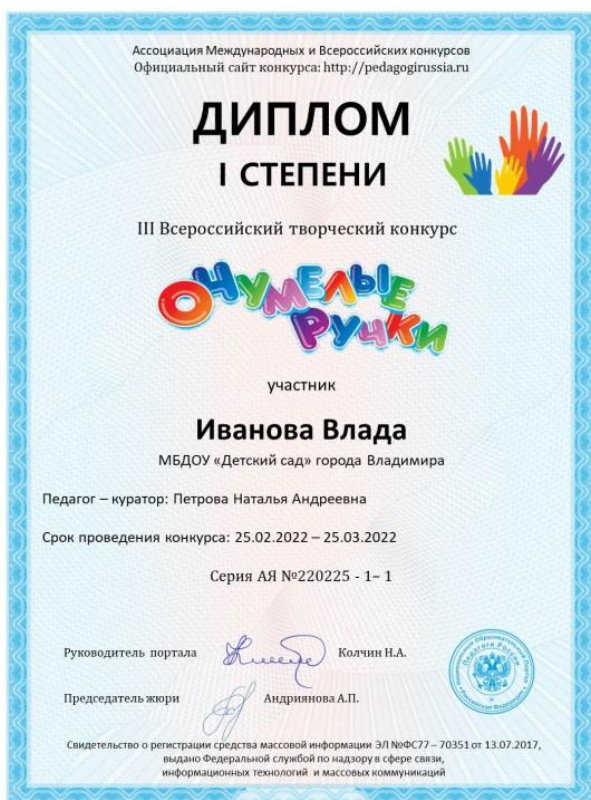 Ассоциация Международных и Всероссийских конкурсов
Официальный сайт конкурса: http://pedagogirussia.ru
ДИПЛОМ
I СТЕПЕНИ
III Всероссийский творческий конкурс
ОЧУМЕЛЫЕ
РУЧКИ
участник
Иванова Влада
МБДОУ «Детский сад» города Владимира
Педагог – куратор: Петрова Наталья Андреевна
Срок проведения конкурса: 25.02.2022 – 25.03.2022
Серия АЯ №220225 - 1– 1
Руководитель портала Колчин Н.А.
Председатель жюри Андриянова А.П.
Педагоги России
Свидетельство о регистрации средства массовой информации ЭЛ №ФС77 – 70351 от 13.07.2017,
выдано Федеральной службой по надзору в сфере связи,
информационных технологий и массовых коммуникаций